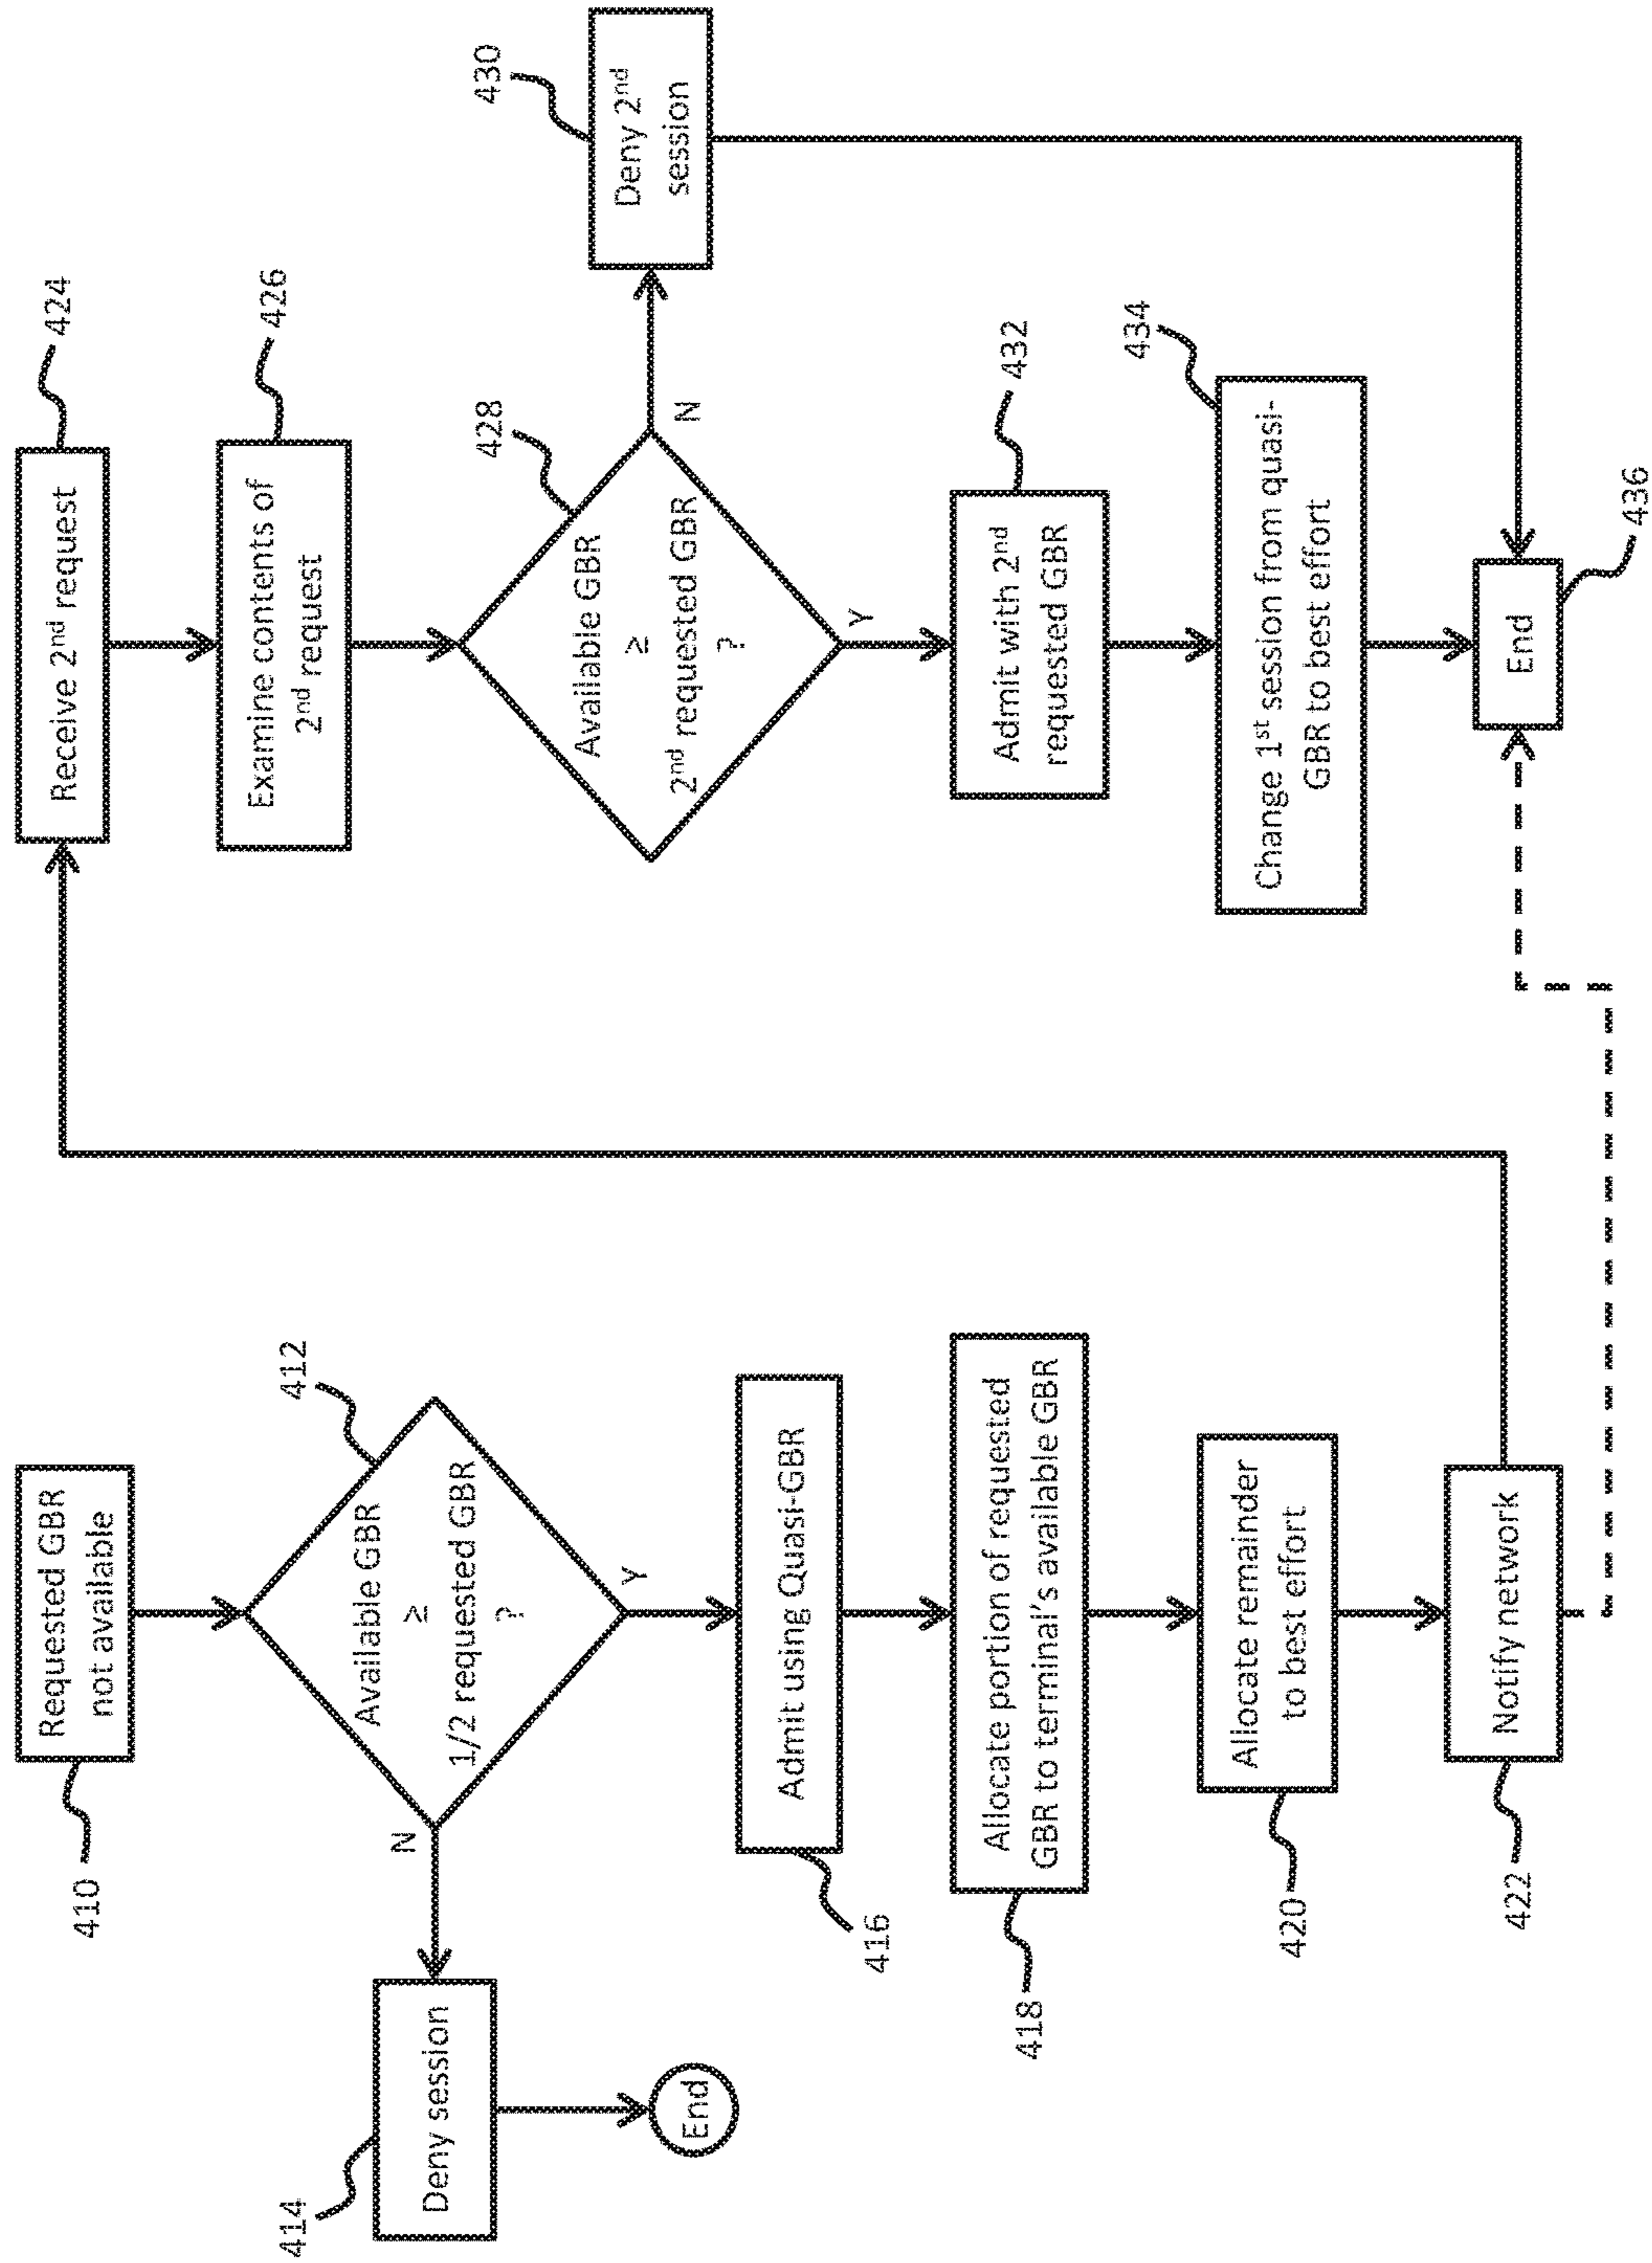 410
Requested GBR
not available
412
Available GBR
≥
1/2 requested GBR
?
N
Y
414
Deny session
End
416
Admit using Quasi-GBR
418
Allocate portion of requested
GBR to terminal's available GBR
420
Allocate remainder
to best effort
422
Notify network
424
Receive 2nd request
426
Examine contents of
2nd request
428
Available GBR
≥
2nd requested GBR
?
N
Y
430
Deny 2nd
session
432
Admit with 2nd
requested GBR
434
Change 1st session from quasi-
GBR to best effort
End
436